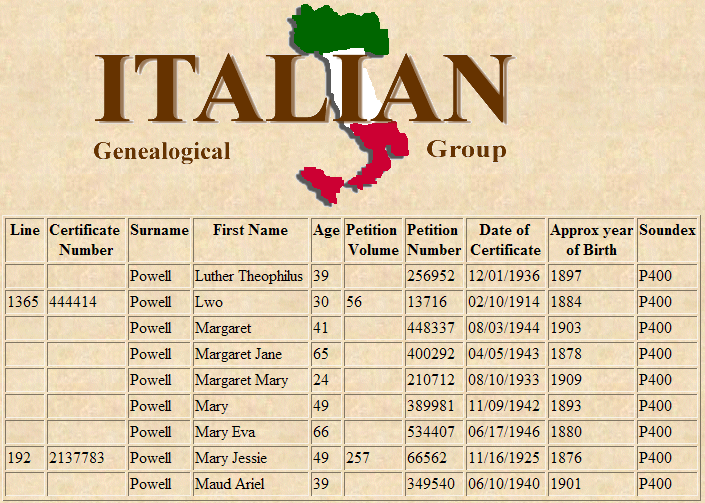 ITALIAN
Genealogical Group
Line Certificate Number Surname First Name Age Petition Volume Petition Number Date of Certificate Approx year of Birth Soundex
Powell Luther Theophilus 39 256952 12/01/1936 1897 P400
1365 444414 Powell Lwo 30 56 13716 02/10/1914 1884 P400
Powell Margaret 41 448337 08/03/1944 1903 P400
Powell Margaret Jane 65 400292 04/05/1943 1878 P400
Powell Margaret Mary 24 210712 08/10/1933 1909 P400
Powell Mary 49 389981 11/09/1942 1893 P400
Powell Mary Eva 66 534407 06/17/1946 1880 P400
192 2137783 Powell Mary Jessie 49 257 66562 11/16/1925 1876 P400
Powell Maud Ariel 39 349540 06/10/1940 1901 P400